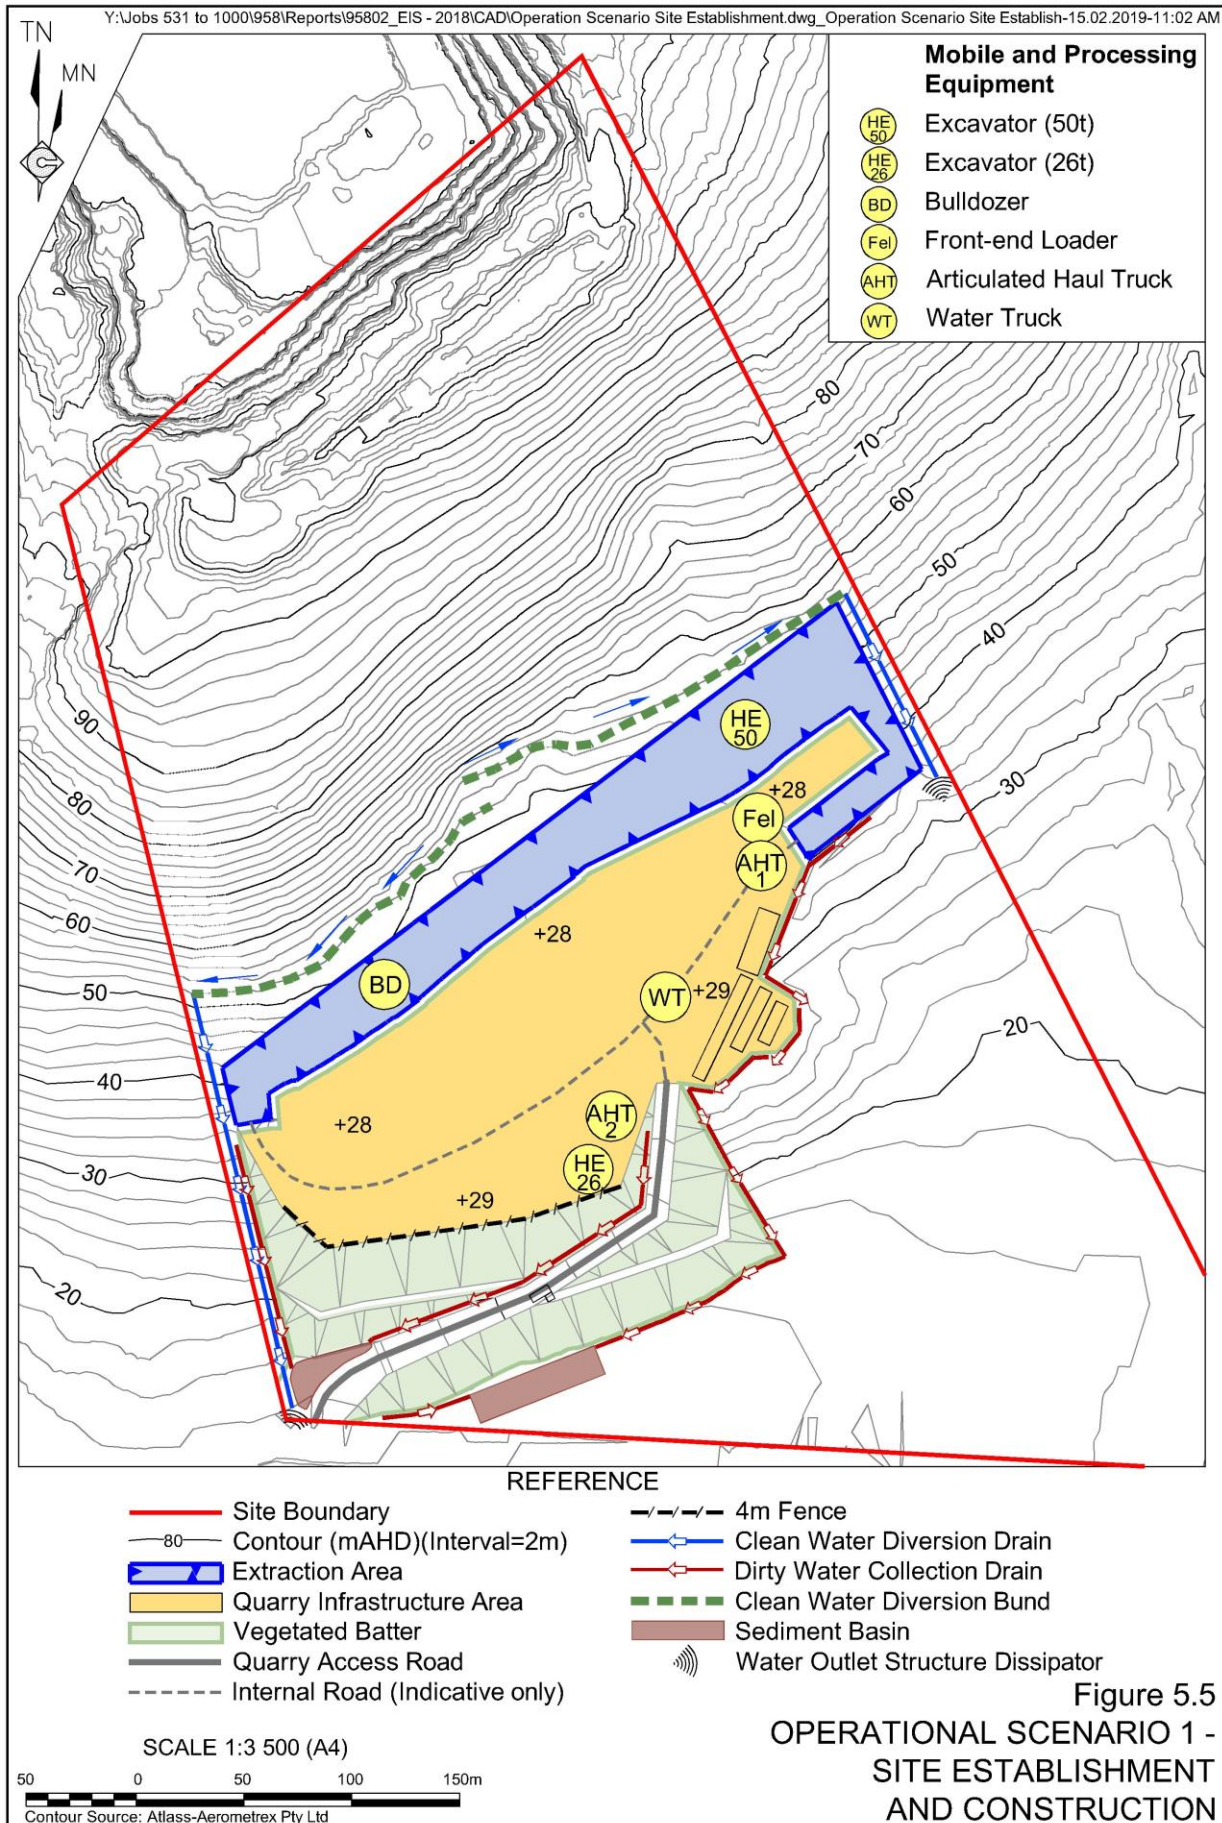 Y:\Jobs 531 to 1000\958\Reports\95802_EIS - 2018\CAD\Operation Scenario Site Establishment.dwg_Operation Scenario Site Establish-15.02.2019-11:02 AM
TN
MN
Mobile and Processing
Equipment
HE
50
Excavator (50t)
HE
26
Excavator (26t)
BD
Bulldozer
Fel
Front-end Loader
AHT
Articulated Haul Truck
WT
Water Truck
80
70
60
50
40
30
20
90
80
70
60
50
40
30
20
HE
50
+28
Fel
AHT
1
+28
BD
WT
+29
+28
AHT
2
HE
26
+29
REFERENCE
Site Boundary
80
Contour (mAHD)(Interval=2m)
Extraction Area
Quarry Infrastructure Area
Vegetated Batter
Quarry Access Road
Internal Road (Indicative only)
4m Fence
Clean Water Diversion Drain
Dirty Water Collection Drain
Clean Water Diversion Bund
Sediment Basin
Water Outlet Structure Dissipator
SCALE 1:3 500 (A4)
50 0 50 100 150m
Contour Source: Atlass-Aerometrex Pty Ltd
Figure 5.5
OPERATIONAL SCENARIO 1 -
SITE ESTABLISHMENT
AND CONSTRUCTION